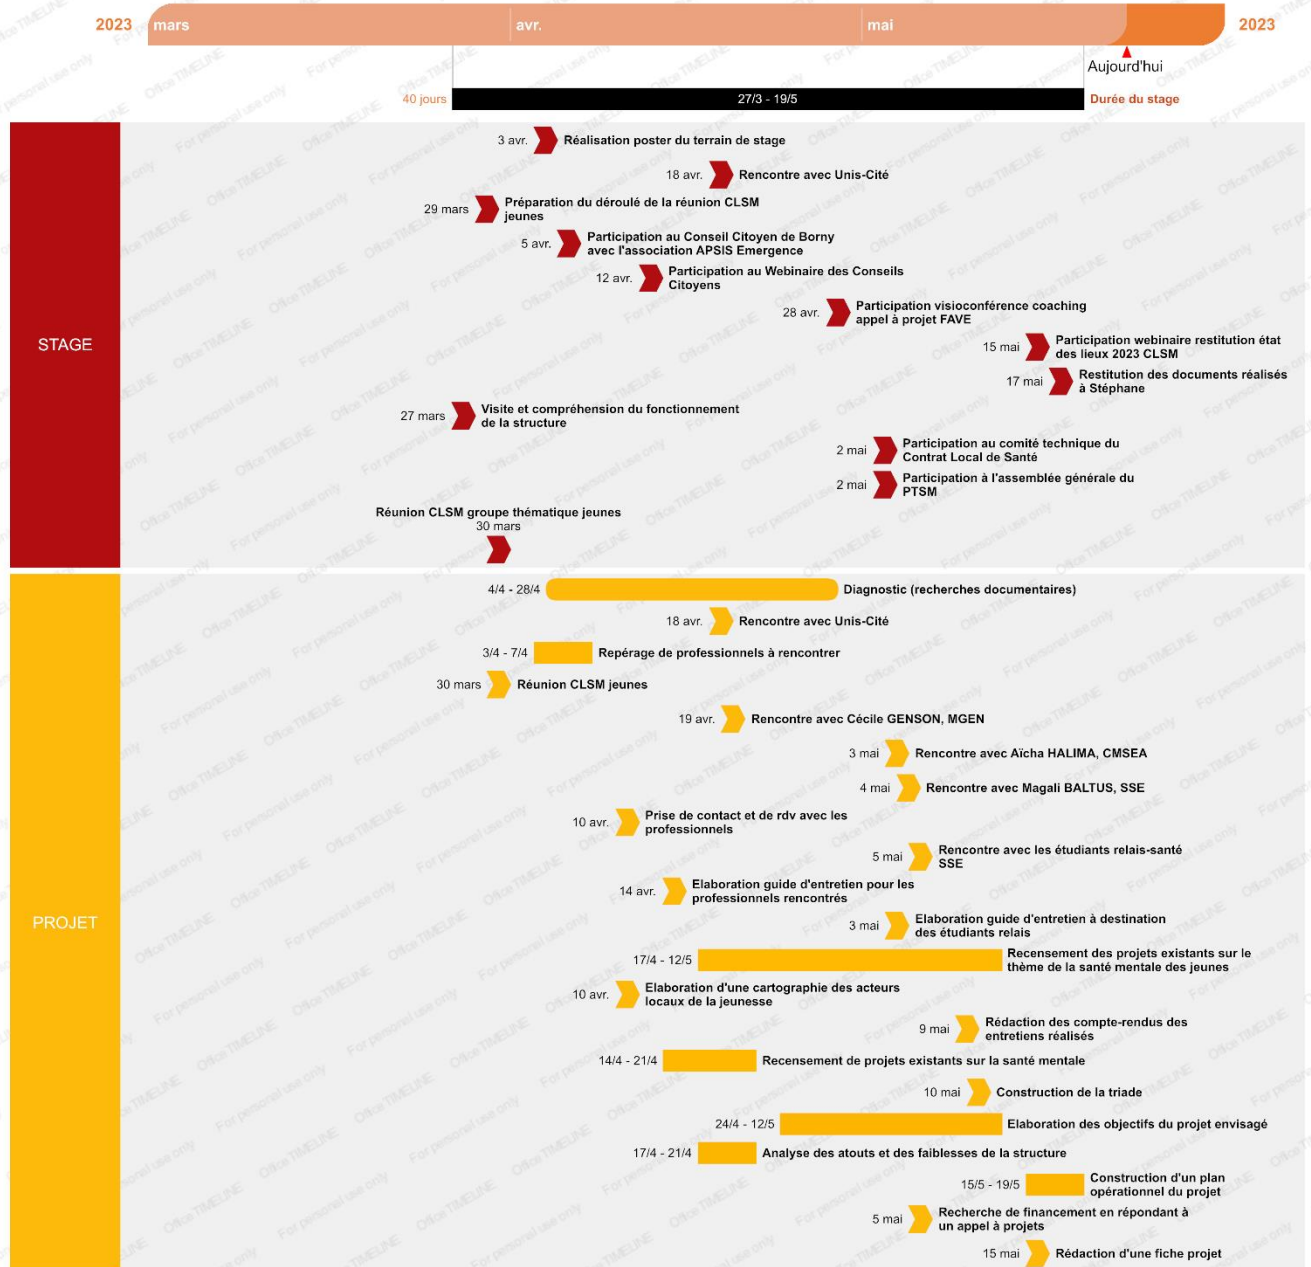 2023 mars avr. mai 2023
Aujourd'hui
40 jours 27/3 - 19/5 Durée du stage
STAGE
3 avr. Réalisation poster du terrain de stage
18 avr. Rencontre avec Unis-Cité
29 mars Préparation du déroulé de la réunion CLSM
jeunes
5 avr. Participation au Conseil Citoyen de Borny
avec l'association APSIS Emergence
12 avr. Participation au Webinaire des Conseils
Citoyens
28 avr. Participation visioconférence coaching
appel à projet FAVE
15 mai Participation webinaire restitution état
des lieux 2023 CLSM
17 mai Restitution des documents réalisés
à Stéphane
27 mars Visite et compréhension du fonctionnement
de la structure
2 mai Participation au comité technique du
Contrat Local de Santé
2 mai Participation à l'assemblée générale du
PTSM
Réunion CLSM groupe thématique jeunes
30 mars
PROJET
4/4 - 28/4 Diagnostic (recherches documentaires)
18 avr. Rencontre avec Unis-Cité
3/4 - 7/4 Repérage de professionnels à rencontrer
30 mars Réunion CLSM jeunes
19 avr. Rencontre avec Cécile GENSON, MGEN
3 mai Rencontre avec Aïcha HALIMA, CMSEA
4 mai Rencontre avec Magali BALTUS, SSE
10 avr. Prise de contact et de rdv avec les
professionnels
5 mai Rencontre avec les étudiants relais-santé
SSE
14 avr. Elaboration guide d'entretien pour les
professionnels rencontrés
3 mai Elaboration guide d'entretien à destination
des étudiants relais
17/4 - 12/5 Recensement des projets existants sur le
thème de la santé mentale des jeunes
10 avr. Elaboration d'une cartographie des acteurs
locaux de la jeunesse
9 mai Rédaction des compte-rendus des
entretiens réalisés
14/4 - 21/4 Recensement de projets existants sur la santé mentale
10 mai Construction de la triade
24/4 - 12/5 Elaboration des objectifs du projet envisagé
17/4 - 21/4 Analyse des atouts et des faiblesses de la structure
15/5 - 19/5 Construction d'un plan
opérationnel du projet
5 mai Recherche de financement en répondant à
un appel à projets
15 mai Rédaction d'une fiche projet